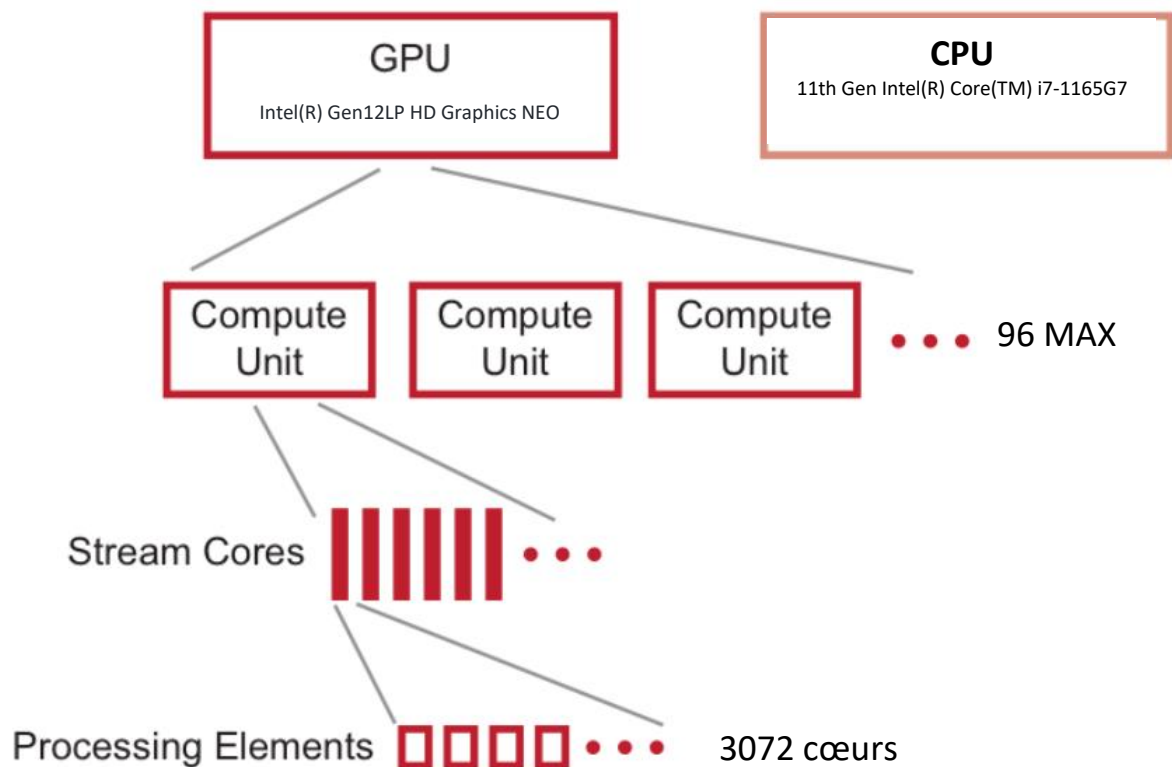 GPU
Intel(R) Gen12LP HD Graphics NEO
CPU
11th Gen Intel(R) Core(TM) i7-1165G7
Compute
Unit
Compute
Unit
Compute
Unit
96 MAX
Stream Cores
Processing Elements
3072 cœurs